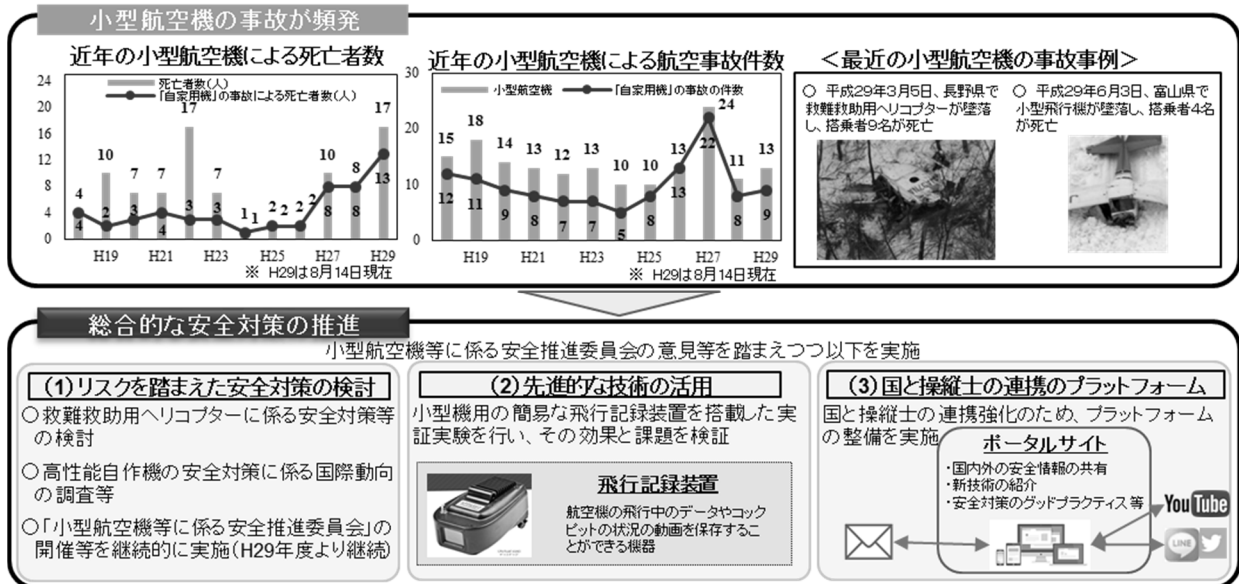 小型航空機の事故が頻発
近年の小型航空機による死亡者数
24
20
16
12
8
4
0
死亡者数(人)
「自家用機」の事故による死亡者数(人)
4
10
7
7
17
7
1
2
2
10
8
17
4
2
3
4
3
3
1
2
2
8
8
13
H19
H21
H23
H25
H27
H29
※ H29は8月14日現在
近年の小型航空機による航空事故件数
30
20
10
0
小型航空機
「自家用機」の事故の件数
15
18
14
13
12
13
10
10
13
24
11
13
12
11
9
8
7
7
5
8
13
22
8
9
H19
H21
H23
H25
H27
H29
※ H29は8月14日現在
<最近の小型航空機の事故事例>
○ 平成29年3月5日、長野県で
救難救助用ヘリコプターが墜落
し、搭乗者9名が死亡
○ 平成29年6月3日、富山県で
小型飛行機が墜落し、搭乗者4名
が死亡
総合的な安全対策の推進
小型航空機等に係る安全推進委員会の意見等を踏まえつつ以下を実施
(1)リスクを踏まえた安全対策の検討
○救難救助用ヘリコプターに係る安全対策等
の検討
○高性能自作機の安全対策に係る国際動向
の調査等
○「小型航空機等に係る安全推進委員会」の
開催等を継続的に実施(H29年度より継続)
(2)先進的な技術の活用
小型機用の簡易な飛行記録装置を搭載した実
証実験を行い、その効果と課題を検証
飛行記録装置
航空機の飛行中のデータやコック
ピットの状況の動画を保存するこ
とができる機器
(3)国と操縦士の連携のプラットフォーム
国と操縦士の連携強化のため、プラットフォーム
の整備を実施
ポータルサイト
・国内外の安全情報の共有
・新技術の紹介
・安全対策のグッドプラクティス 等
YouTube
LINE